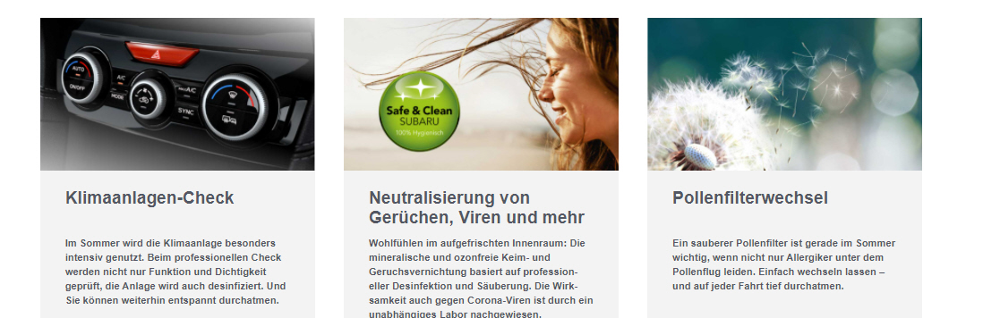 AUTO
ON/OFF
A/C
MODE
MAX A/C
SYNC
Safe & Clean
SUBARU
100% Hygienisch
Klimaanlagen-Check
Im Sommer wird die Klimaanlage besonders
intensiv genutzt. Beim professionellen Check
werden nicht nur Funktion und Dichtigkeit
geprüft, die Anlage wird auch desinfiziert. Und
Sie können weiterhin entspannt durchatmen.
Neutralisierung von
Gerüchen, Viren und mehr
Wohlfühlen im aufgefrischten Innenraum: Die
mineralische und ozonfreie Keim- und
Geruchsvernichtung basiert auf profession-
eller Desinfektion und Säuberung. Die Wirk-
samkeit auch gegen Corona-Viren ist durch ein
unabhängiges Labor nachgewiesen.
Pollenfilterwechsel
Ein sauberer Pollenfilter ist gerade im Sommer
wichtig, wenn nicht nur Allergiker unter dem
Pollenflug leiden. Einfach wechseln lassen –
und auf jeder Fahrt tief durchatmen.